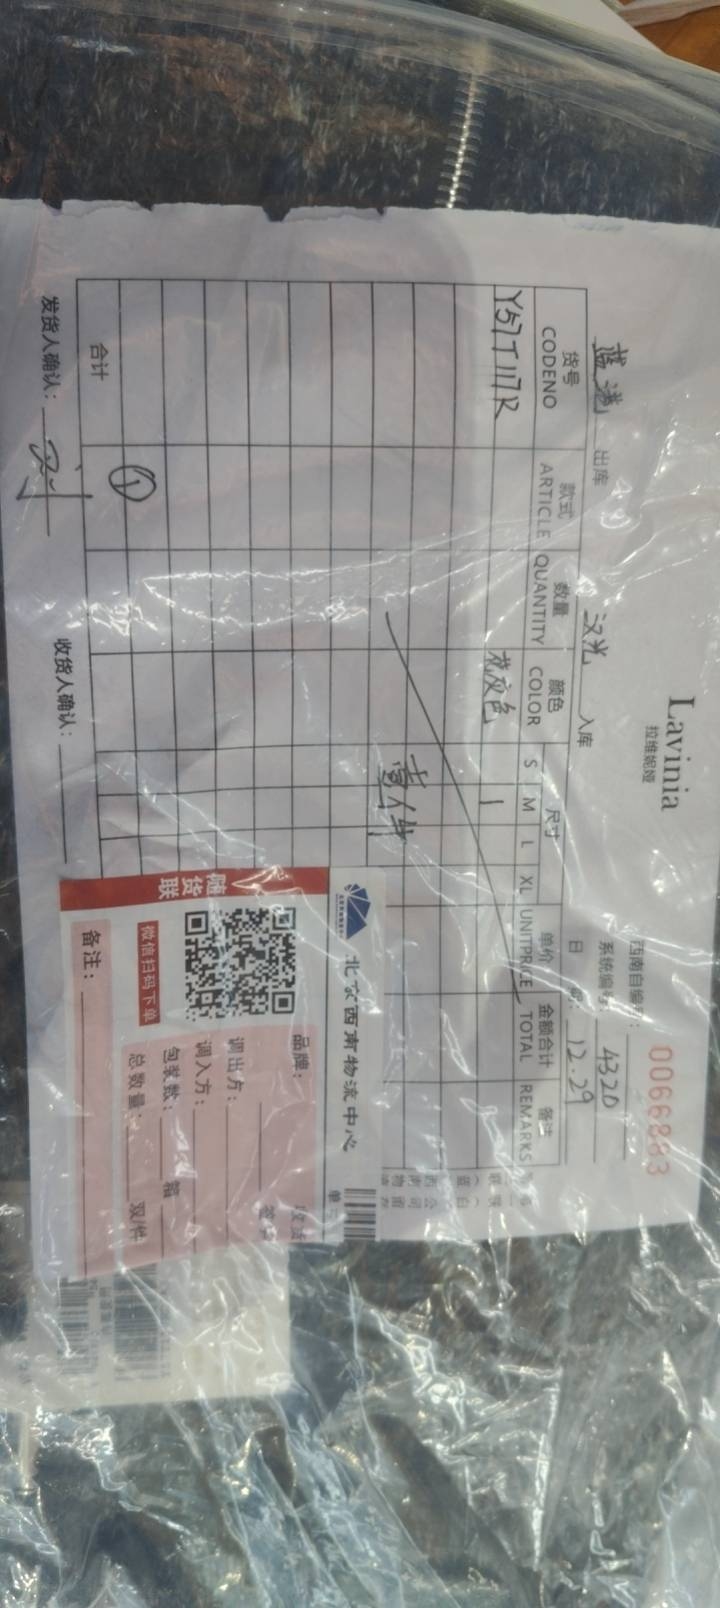 Lavinia
拉维妮娅
0066883
西南自编号:
系统编号: 4320
蓝港 出库 汉光 入库 日 期: 12.29
货号 款式 数量 颜色 尺寸 单价 金额合计 备注
CODENO ARTICLE QUANTITY COLOR S M L XL UNITPRICE TOTAL REMARKS
Y57T117R 花灰色 1
壹件
合计 ①
发货人确认: 收货人确认:
北京西南物流中心
随货联
微信扫码下单
品牌:
调出方:
调入方:
包装数: 箱
总数量: 双/件
备注: